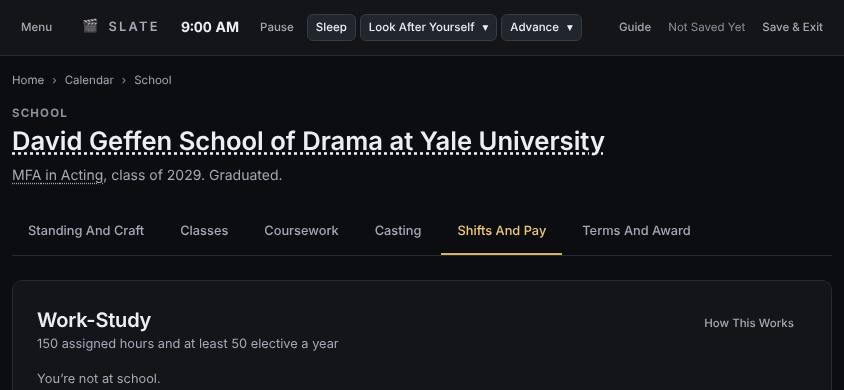 Menu SLATE 9:00 AM Pause Sleep Look After Yourself ▾ Advance ▾ Guide Not Saved Yet Save & Exit
Home › Calendar › School
SCHOOL
David Geffen School of Drama at Yale University
MFA in Acting, class of 2029. Graduated.
Standing And Craft Classes Coursework Casting Shifts And Pay Terms And Award
Work-Study
How This Works
150 assigned hours and at least 50 elective a year
You’re not at school.